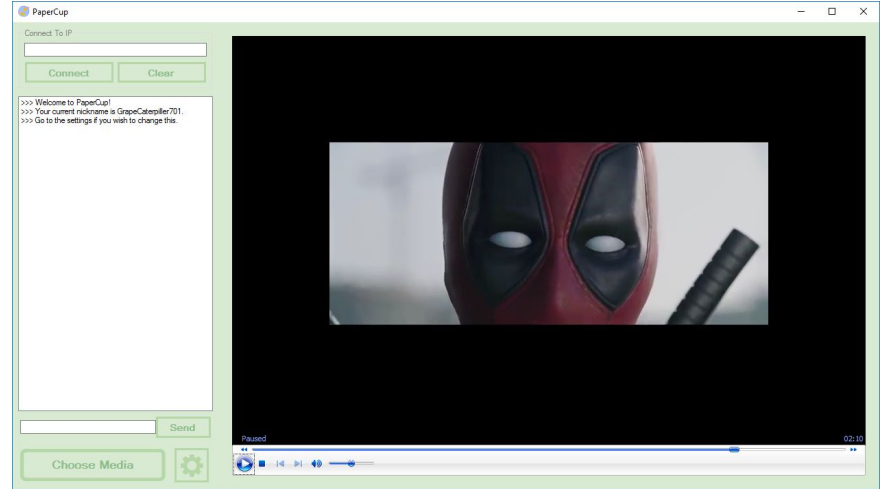 PaperCup
Connect To IP
Connect
Clear
>>> Welcome to PaperCup!
>>> Your current nickname is GrapeCaterpiller701.
>>> Go to the settings if you wish to change this.
Send
Choose Media
Paused
02:10